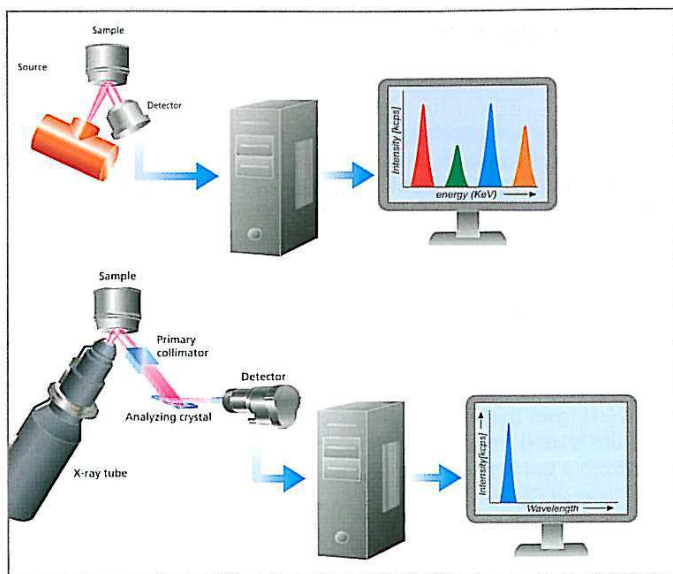 Sample
Source
Detector
Intensity [kcps]
energy (KeV)
Sample
Primary
collimator
Detector
Analyzing crystal
X-ray tube
Intensity[kcps]
Wavelength